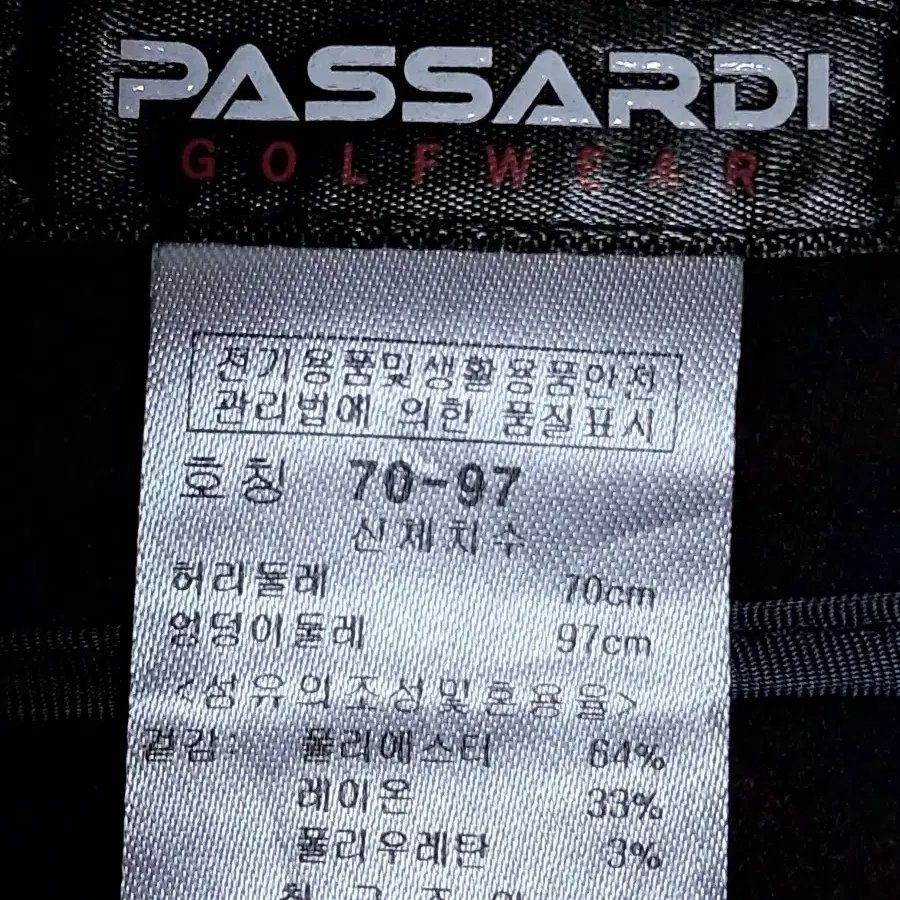 PASSARDI
GOLFWEAR
전기용품및생활용품안전
관리법에 의한 품질표시
호칭 70-97
신체치수
허리둘레 70cm
엉덩이둘레 97cm
<섬유의조성및혼용율>
겉감: 폴리에스터 64%
레이온 33%
폴리우레탄 3%